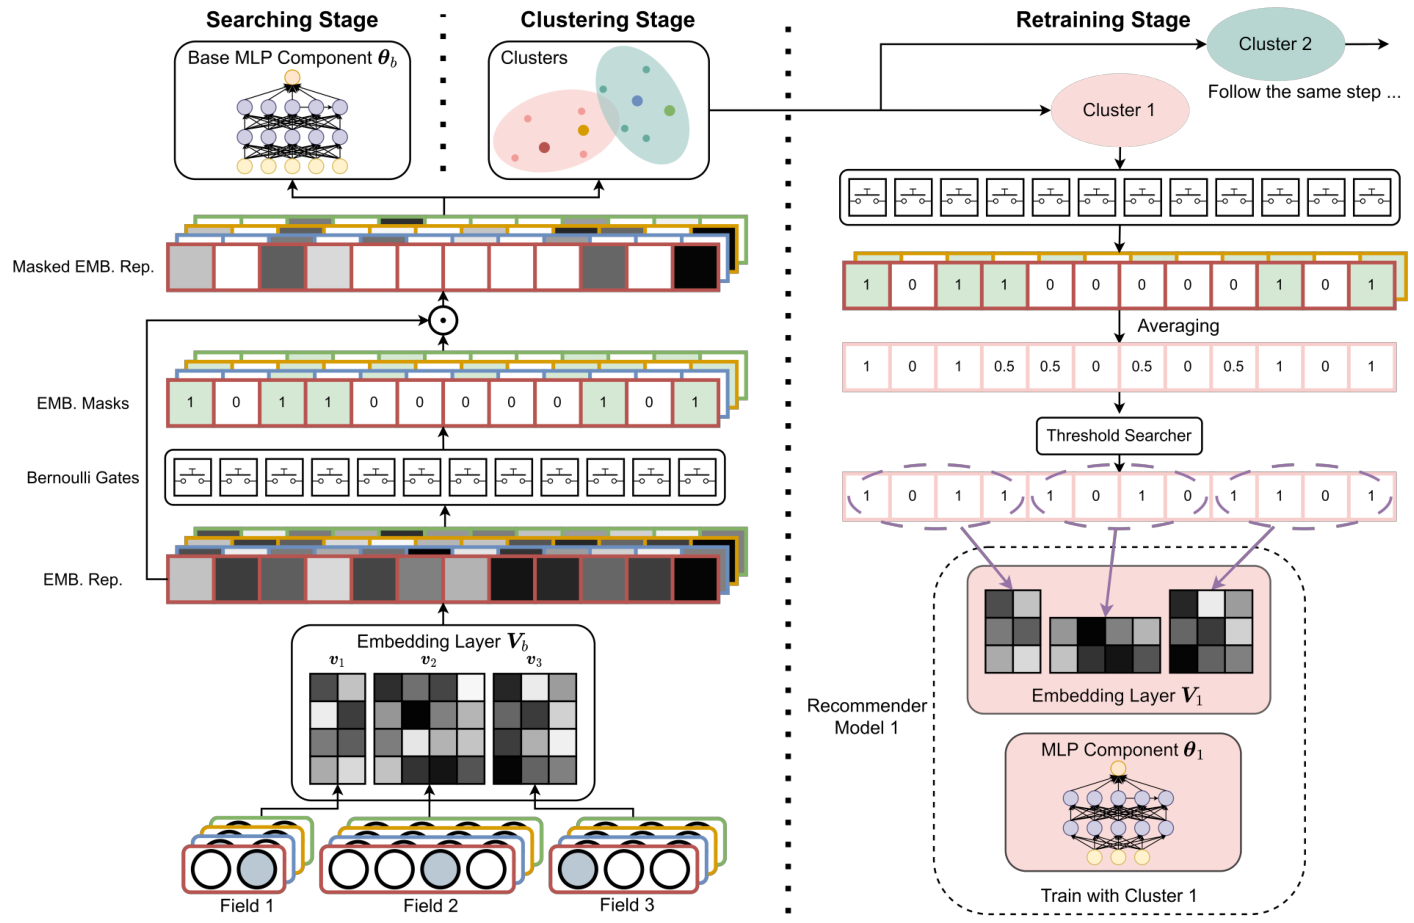 Searching Stage
Clustering Stage
Retraining Stage
Base MLP Component θb
Clusters
Cluster 2
Follow the same step ...
Cluster 1
Masked EMB. Rep.
EMB. Masks
1 0 1 1 0 0 0 0 0 1 0 1
Bernoulli Gates
EMB. Rep.
Embedding Layer Vb
v1 v2 v3
Field 1
Field 2
Field 3
1 0 1 1 0 0 0 0 0 1 0 1
Averaging
1 0 1 0.5 0.5 0 0.5 0 0.5 1 0 1
Threshold Searcher
1 0 1 1 1 0 1 0 1 1 0 1
Embedding Layer V1
Recommender
Model 1
MLP Component θ1
Train with Cluster 1